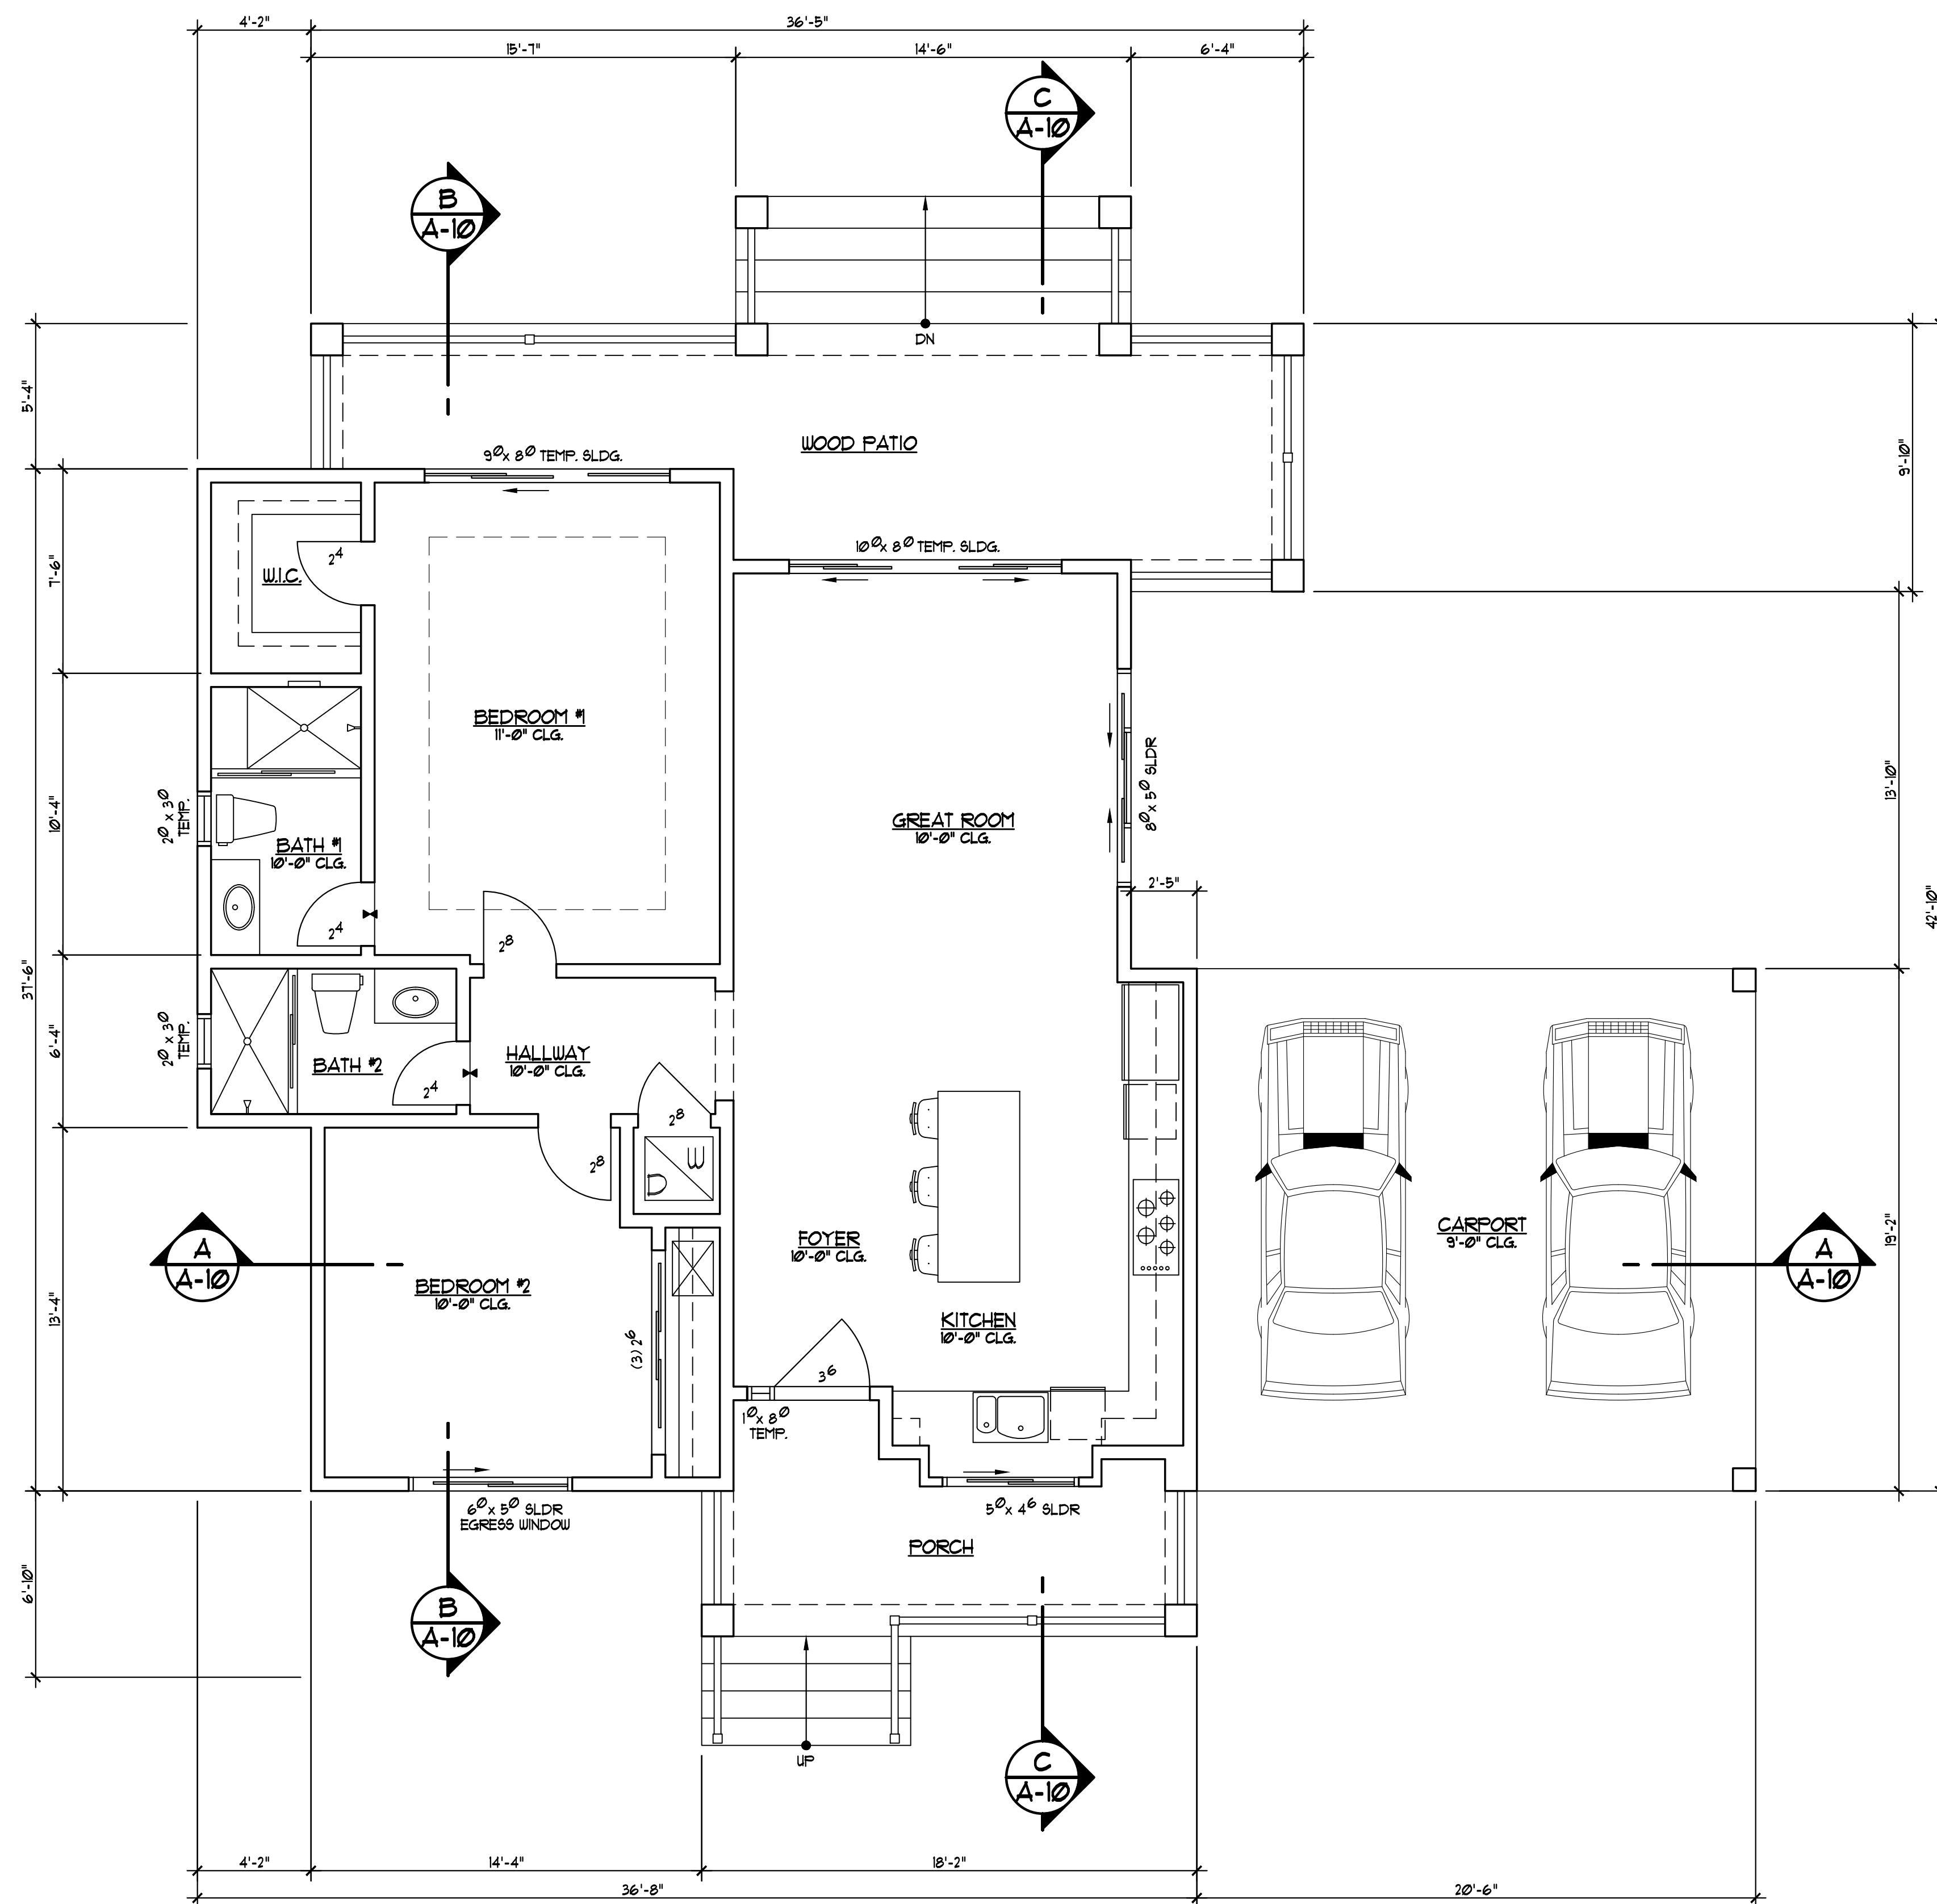 4'-2"
36'-5"
15'-7"
14'-6"
6'-4"
C
A-10
B
A-10
DN
5'-4"
WOOD PATIO
9'-10"
9⁰x 8⁰ TEMP. SLDG.
10⁰x 8⁰ TEMP. SLDG.
7'-6"
2⁴
W.I.C.
BEDROOM #1
11'-0" CLG.
8⁰x 5⁰ SLDR
13'-10"
GREAT ROOM
10'-0" CLG.
10'-4"
2⁰ x 3⁰
TEMP.
BATH #1
10'-0" CLG.
2'-5"
42'-10"
2⁴
2⁸
37'-6"
6'-4"
2⁰ x 3⁰
TEMP.
HALLWAY
10'-0" CLG.
BATH #2
2⁴
2⁸
2⁸
W
D
FOYER
10'-0" CLG.
CARPORT
9'-0" CLG.
19'-2"
A
A-10
A
A-10
BEDROOM #2
10'-0" CLG.
13'-4"
KITCHEN
10'-0" CLG.
(3) 2⁶
3⁶
1⁰x 8⁰
TEMP.
6⁰x 5⁰ SLDR
EGRESS WINDOW
5⁰x 4⁶ SLDR
PORCH
6'-10"
B
A-10
UP
C
A-10
4'-2"
14'-4"
18'-2"
36'-8"
20'-6"